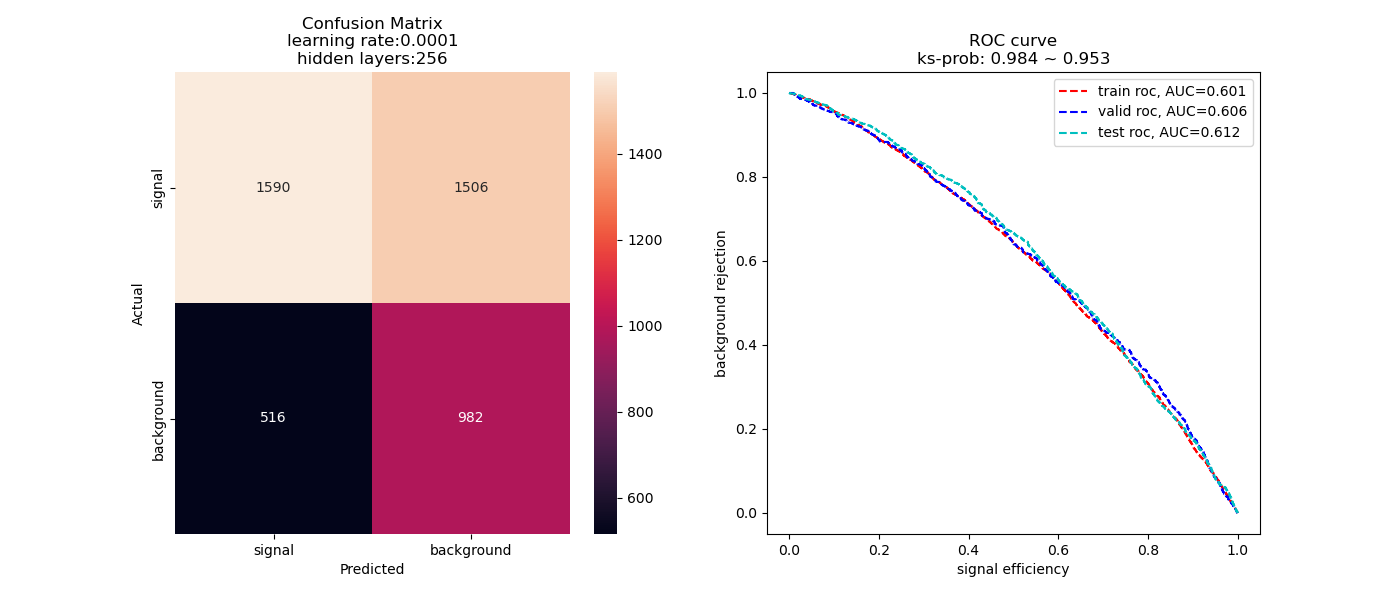 Confusion Matrix
learning rate:0.0001
hidden layers:256
signal
background
Actual
1590
1506
516
982
signal
background
Predicted
1400
1200
1000
800
600
ROC curve
ks-prob: 0.984 ~ 0.953
train roc, AUC=0.601
valid roc, AUC=0.606
test roc, AUC=0.612
background rejection
1.0
0.8
0.6
0.4
0.2
0.0
0.0
0.2
0.4
0.6
0.8
1.0
signal efficiency